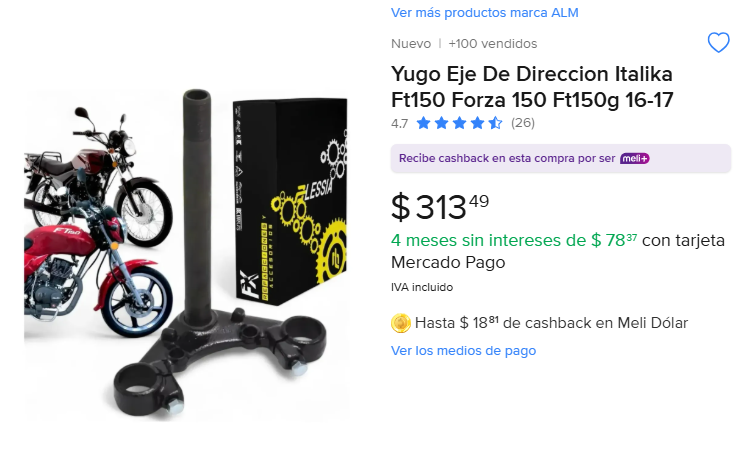 Ver más productos marca ALM
Nuevo | +100 vendidos
Yugo Eje De Direccion Italika
Ft150 Forza 150 Ft150g 16-17
4.7 (26)
Recibe cashback en esta compra por ser meli+
$ 313 49
4 meses sin intereses de $ 78 37 con tarjeta
Mercado Pago
IVA incluido
Hasta $ 18 81 de cashback en Meli Dólar
Ver los medios de pago
FT150
LESSIA
FX
REFACCIONES Y
ACCESORIOS